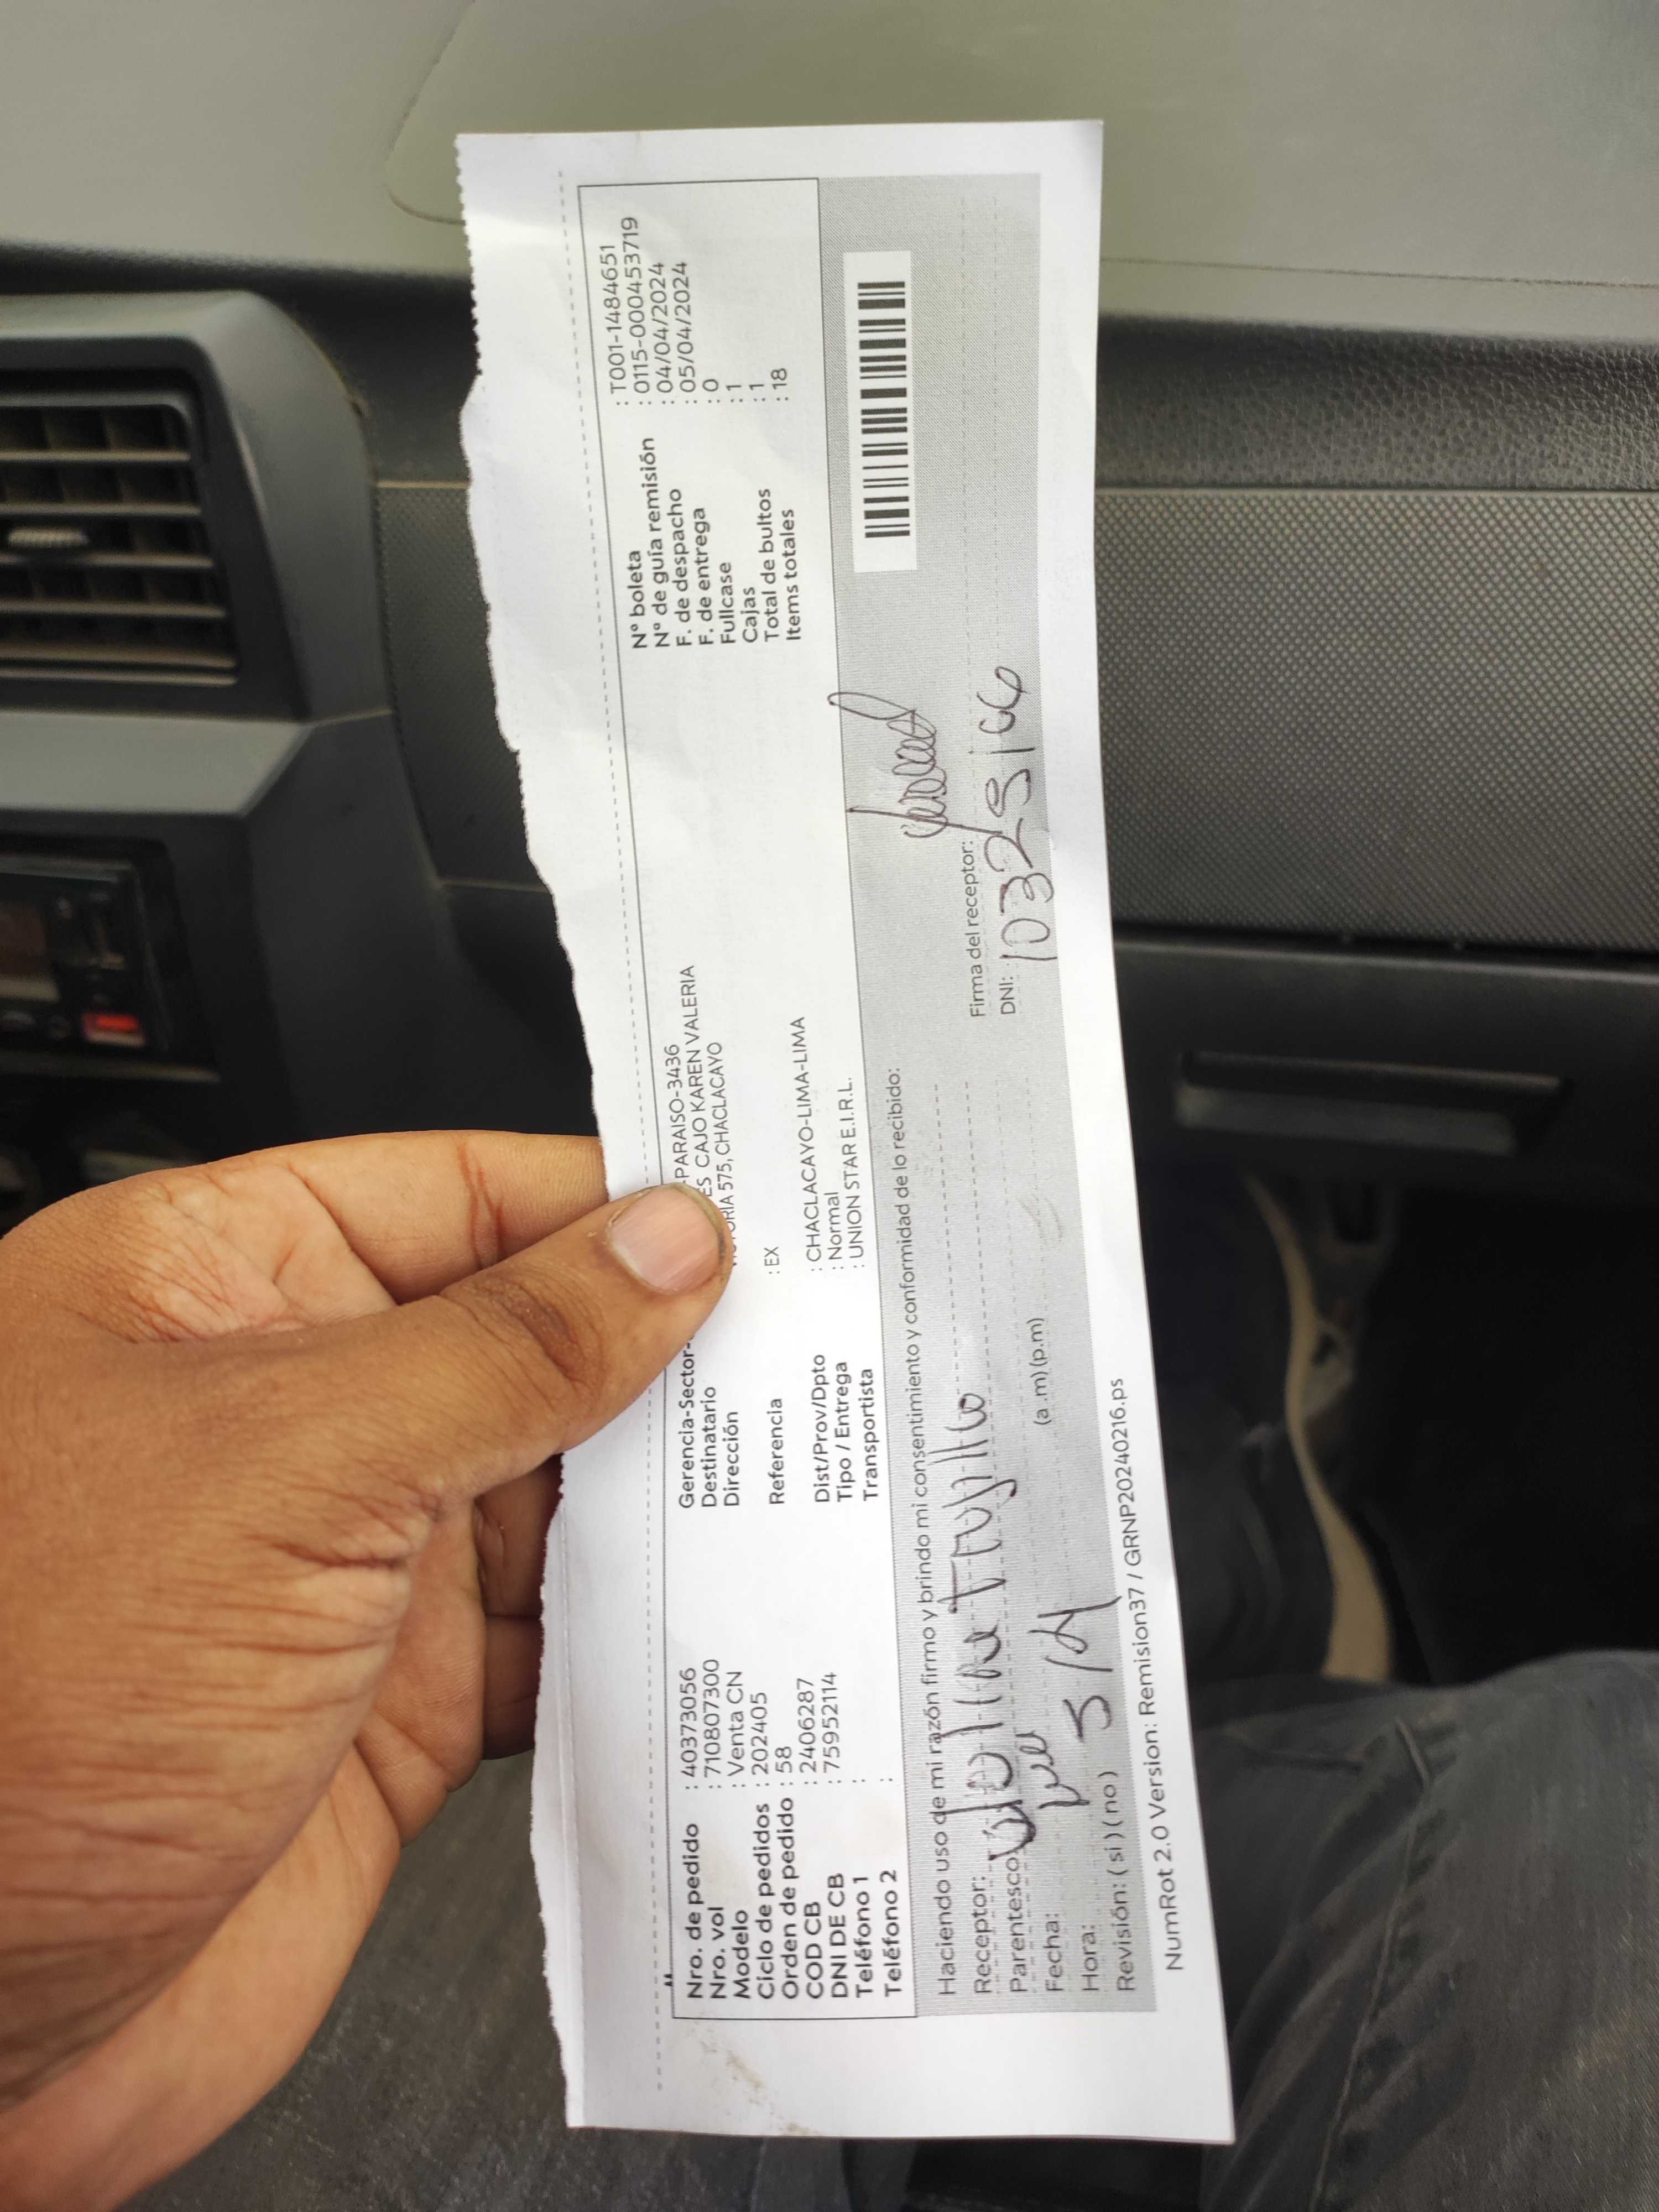 Nro. de pedido : 40373056
Nro. vol : 710807300
Modelo : Venta CN
Ciclo de pedidos : 202405
Orden de pedido : 58
COD CB : 2406287
DNI DE CB : 75952114
Teléfono 1 :
Teléfono 2 :
Gerencia-Sector- PARAISO-3436
Destinatario ES CAJO KAREN VALERIA
Dirección 575, CHACLACAYO
Referencia : EX
Dist/Prov/Dpto : CHACLACAYO-LIMA-LIMA
Tipo / Entrega : Normal
Transportista : UNION STAR E.I.R.L.
N° boleta : T001-1484651
N° de guía remisión : 0115-000453719
F. de despacho : 04/04/2024
F. de entrega : 05/04/2024
Fullcase : 0
Cajas : 1
Total de bultos : 1
Items totales : 18
Haciendo uso de mi razón firmo y brindo mi consentimiento y conformidad de lo recibido:
Receptor: Trujillo
Parentesco:
Fecha: 5/4
Hora: (a.m) (p.m)
Revisión: (si) (no)
Firma del receptor:
DNI:
NumRot 2.0 Version: Remision37 / GRNP20240216.ps